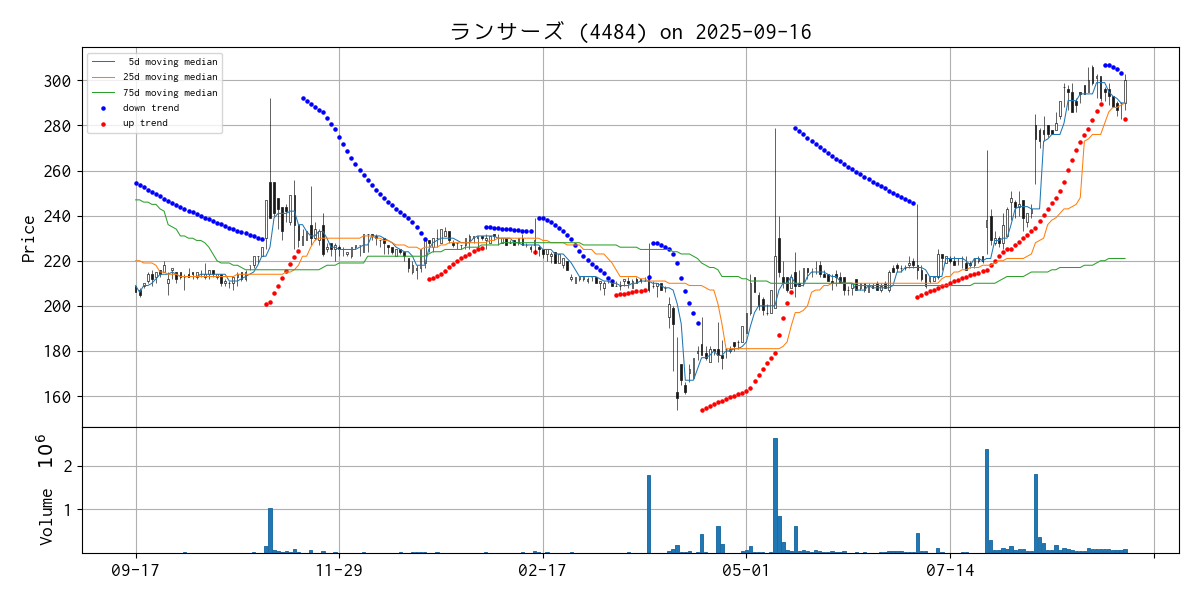 ランサーズ (4484) on 2025-09-16
5d moving median
25d moving median
75d moving median
down trend
up trend
Price
300
280
260
240
220
200
180
160
Volume 10^6
2
1
09-17 11-29 02-17 05-01 07-14